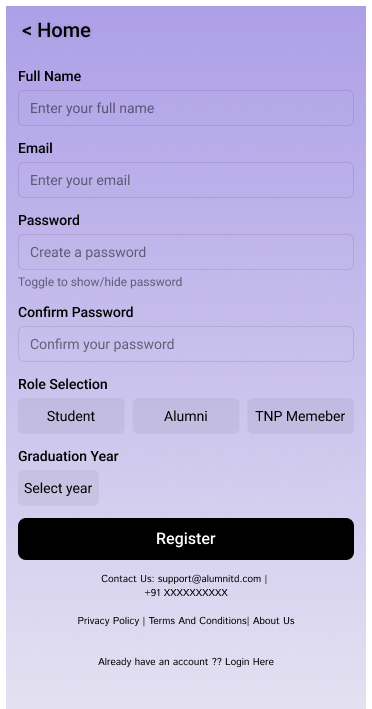 < Home
Full Name
Enter your full name
Email
Enter your email
Password
Create a password
Toggle to show/hide password
Confirm Password
Confirm your password
Role Selection
Student Alumni TNP Memeber
Graduation Year
Select year
Register
Contact Us: support@alumnitd.com |
+91 XXXXXXXXXX
Privacy Policy | Terms And Conditions| About Us
Already have an account ?? Login Here